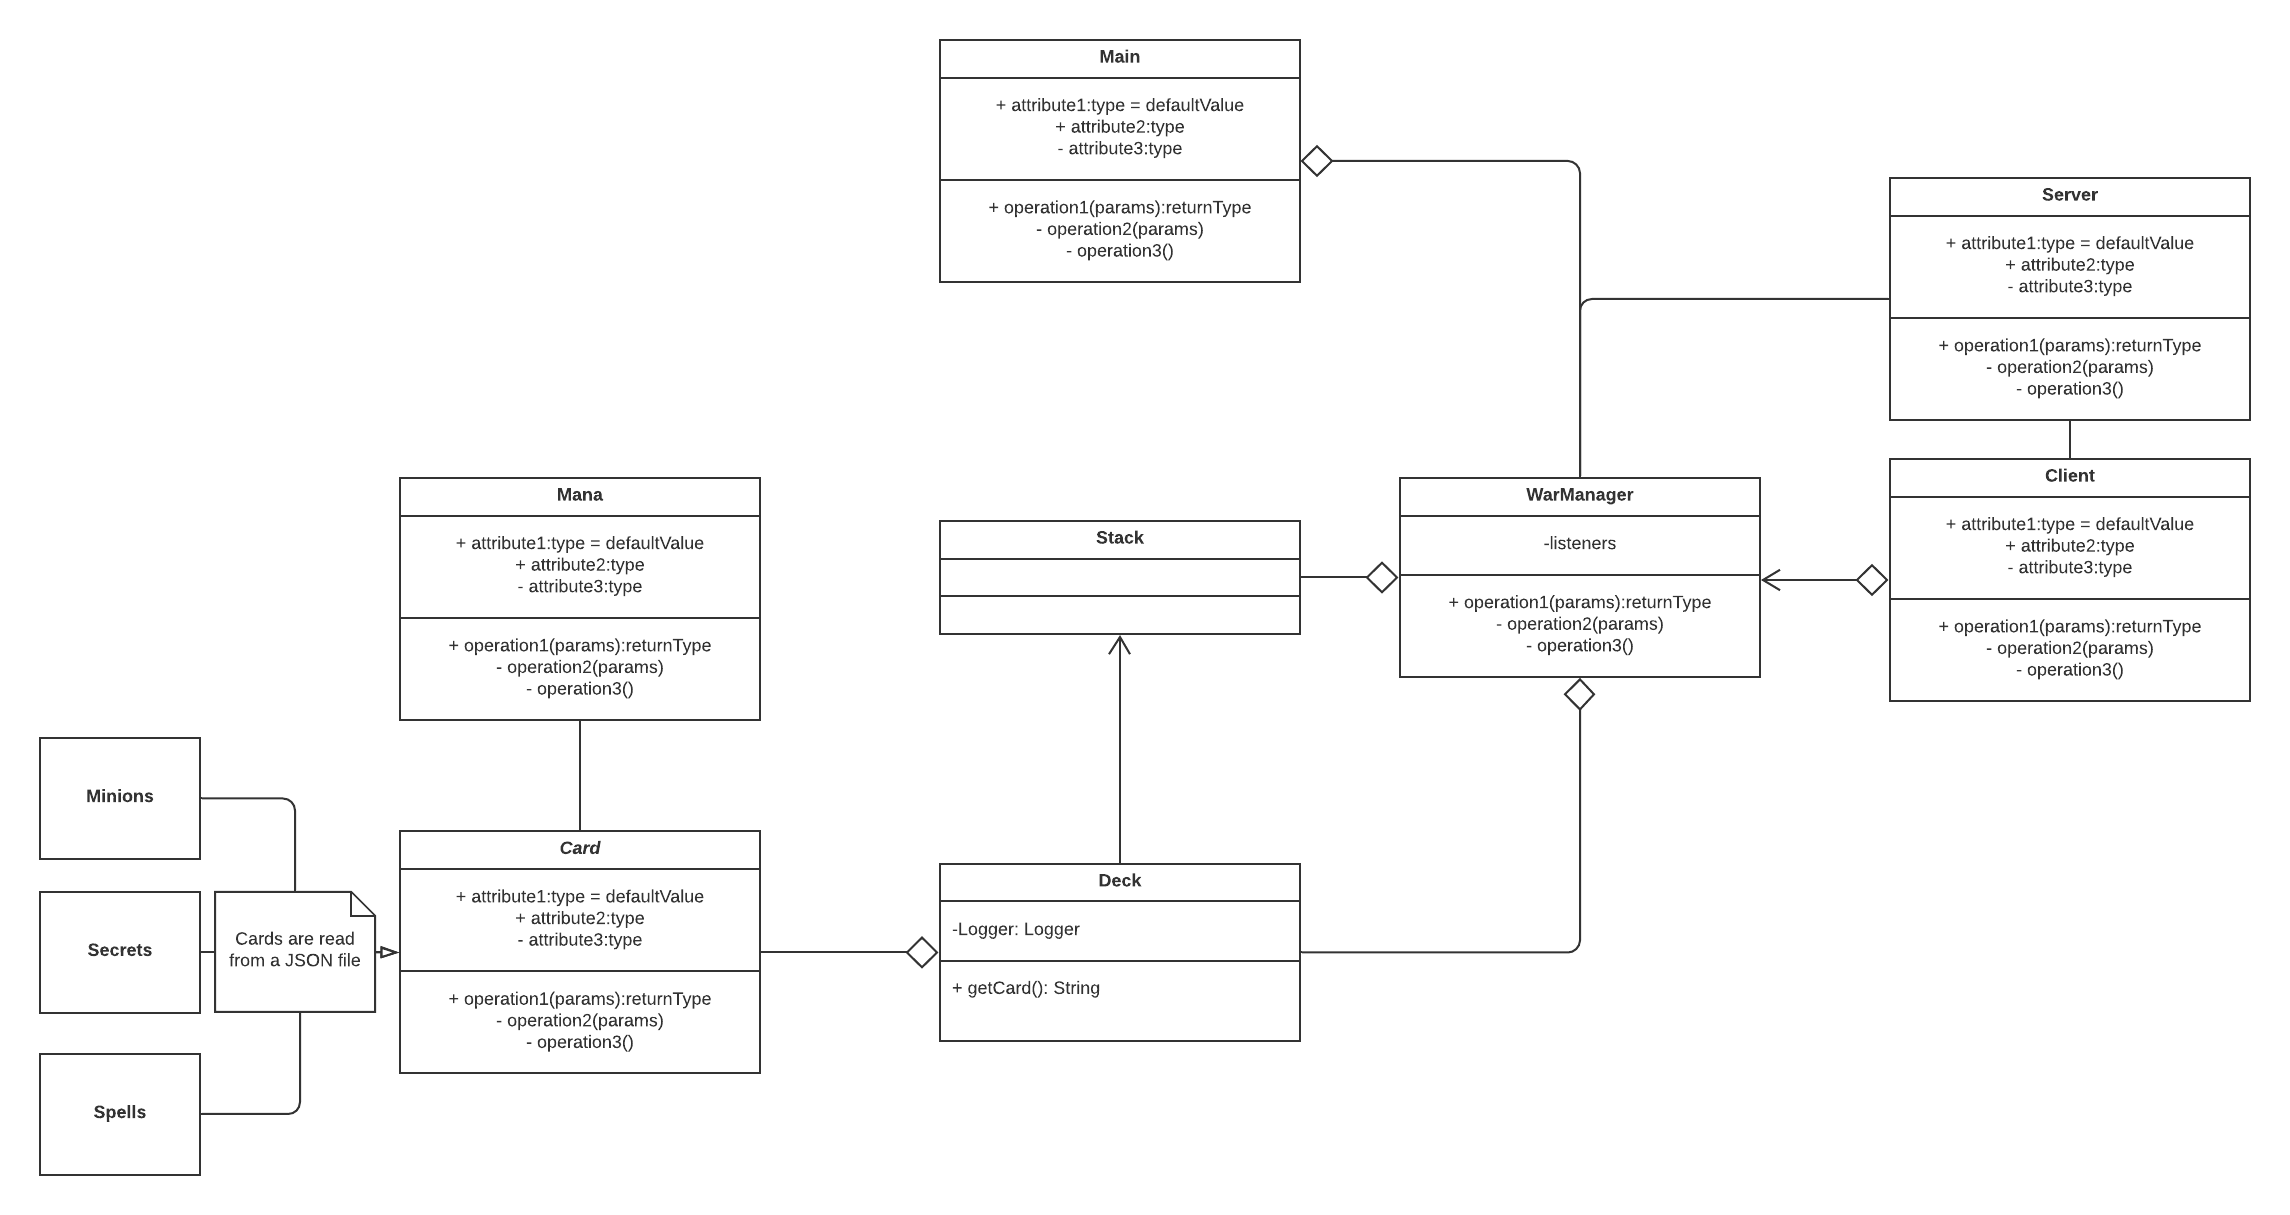 Main
+ attribute1:type = defaultValue
+ attribute2:type
- attribute3:type
+ operation1(params):returnType
- operation2(params)
- operation3()
Server
+ attribute1:type = defaultValue
+ attribute2:type
- attribute3:type
+ operation1(params):returnType
- operation2(params)
- operation3()
Mana
+ attribute1:type = defaultValue
+ attribute2:type
- attribute3:type
+ operation1(params):returnType
- operation2(params)
- operation3()
Stack
WarManager
-listeners
+ operation1(params):returnType
- operation2(params)
- operation3()
Client
+ attribute1:type = defaultValue
+ attribute2:type
- attribute3:type
+ operation1(params):returnType
- operation2(params)
- operation3()
Minions
Secrets
Spells
Cards are read
from a JSON file
Card
+ attribute1:type = defaultValue
+ attribute2:type
- attribute3:type
+ operation1(params):returnType
- operation2(params)
- operation3()
Deck
-Logger: Logger
+ getCard(): String